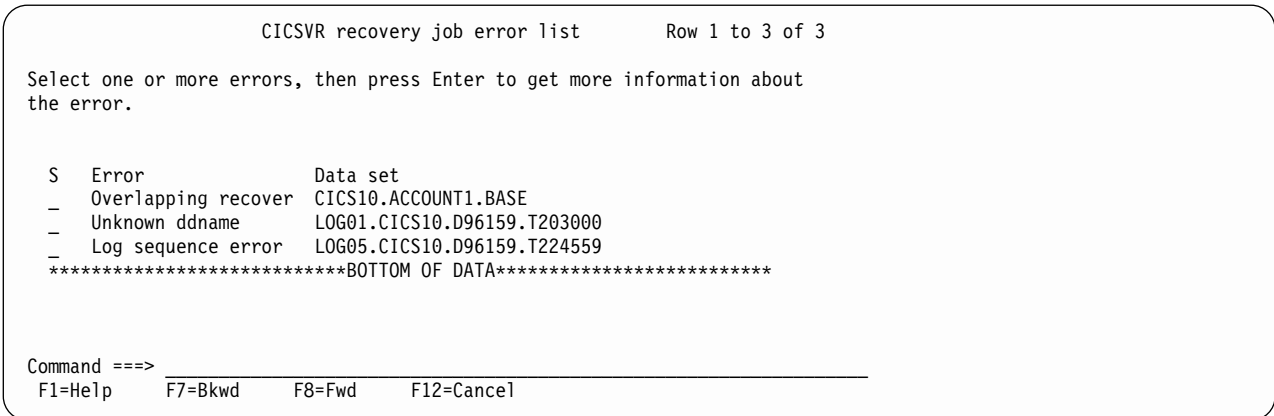 CICSVR recovery job error list Row 1 to 3 of 3
Select one or more errors, then press Enter to get more information about
the error.
S Error Data set
_ Overlapping recover CICS10.ACCOUNT1.BASE
_ Unknown ddname LOG01.CICS10.D96159.T203000
_ Log sequence error LOG05.CICS10.D96159.T224559
****************************BOTTOM OF DATA**************************
Command ===> __________________________________________________________________
F1=Help F7=Bkwd F8=Fwd F12=Cancel